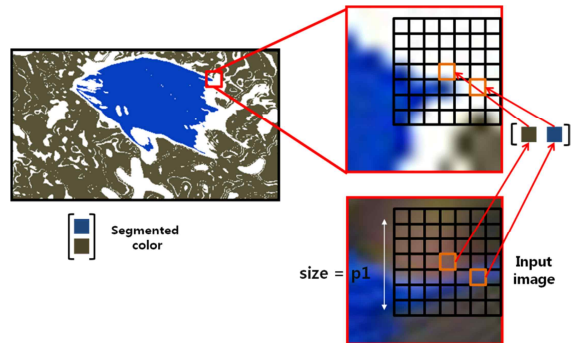 Segmented
color
size = p1
Input
image